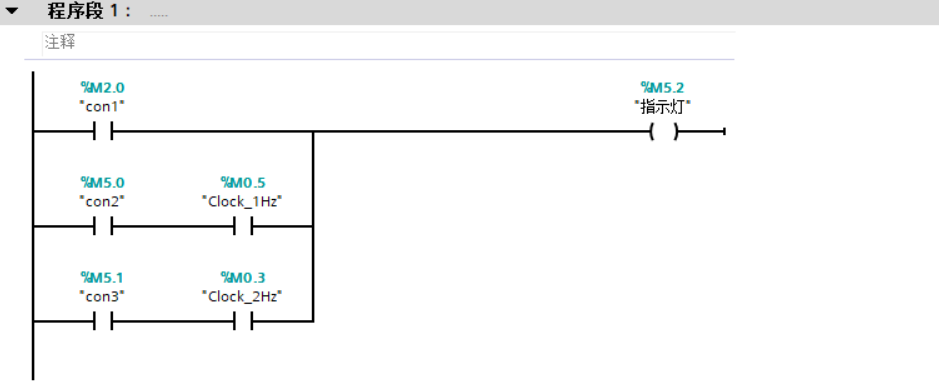 程序段 1： .....
注释
%M2.0 %M5.2
"con1" "指示灯"
%M5.0 %M0.5
"con2" "Clock_1Hz"
%M5.1 %M0.3
"con3" "Clock_2Hz"